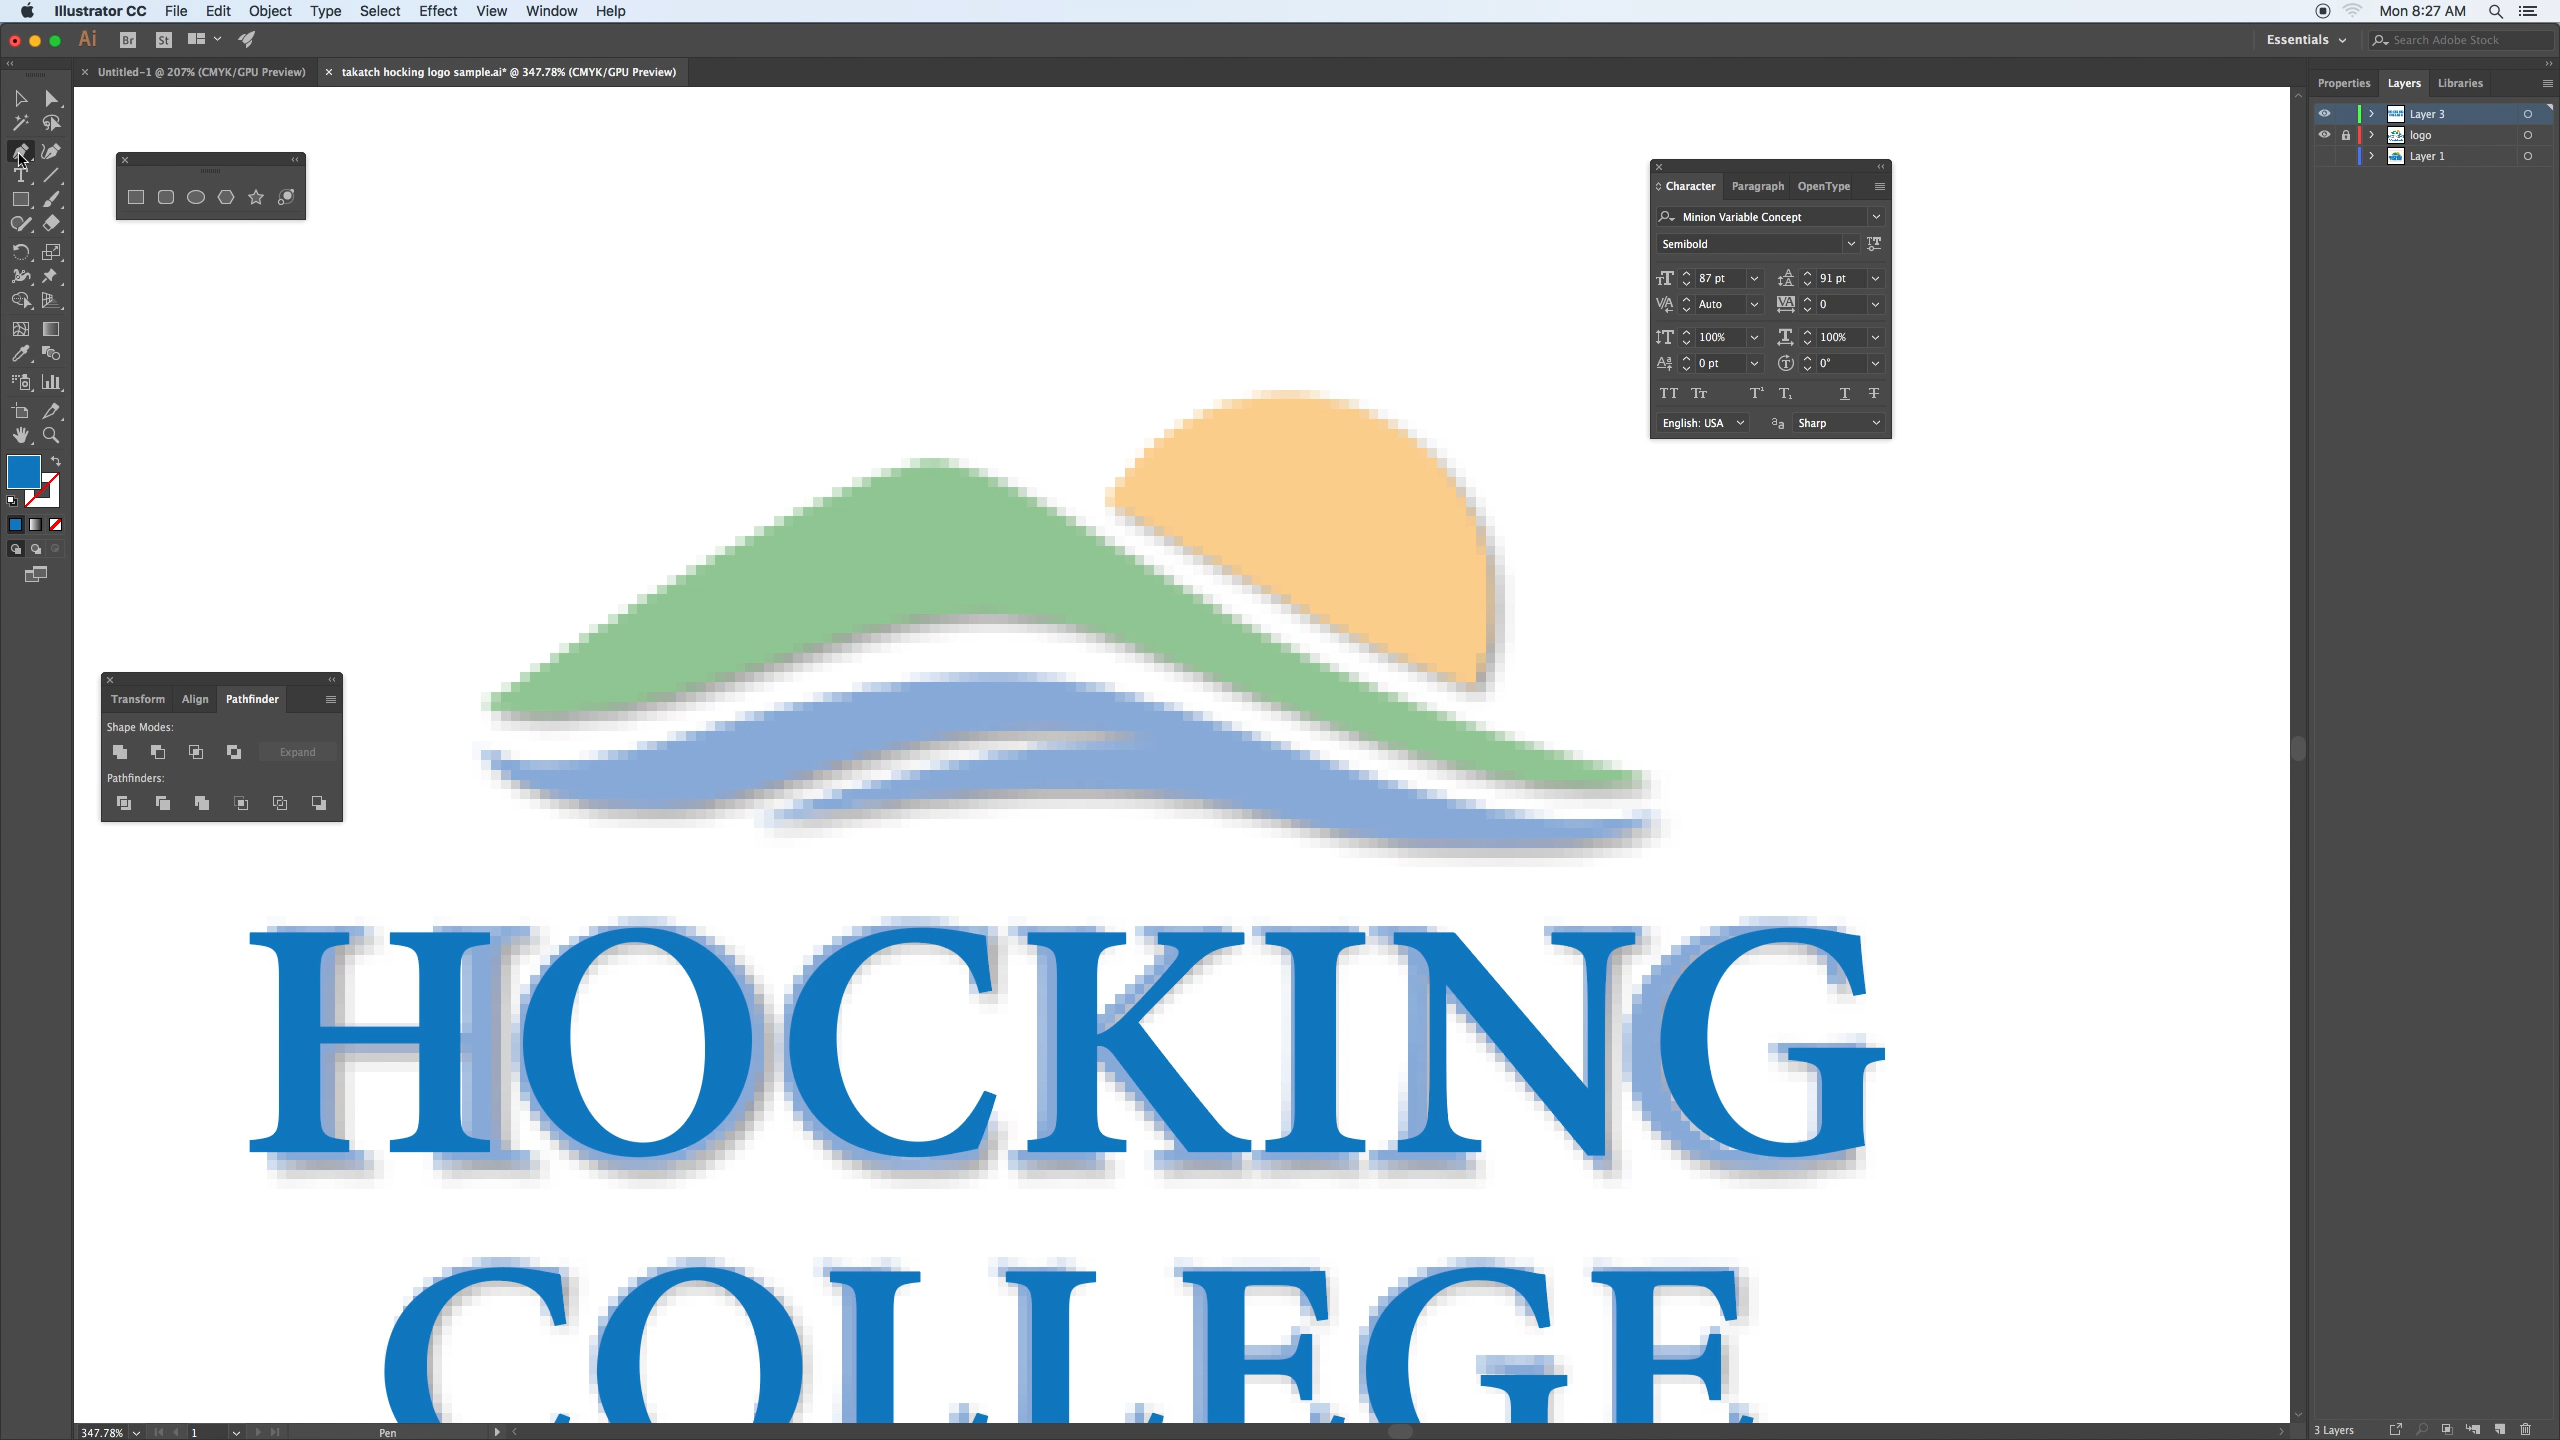 Illustrator CC File Edit Object Type Select Effect View Window Help Mon 8:27 AM
Ai Br St Essentials Search Adobe Stock
Untitled-1 @ 207% (CMYK/GPU Preview) takatch hocking logo sample.ai* @ 347.78% (CMYK/GPU Preview)
Properties Layers Libraries
Layer 3
logo
Layer 1
Character Paragraph OpenType
Minion Variable Concept
Semibold
87 pt 91 pt
Auto 0
100% 100%
0 pt 0°
English: USA Sharp
Transform Align Pathfinder
Shape Modes:
Expand
Pathfinders:
HOCKING
COLLEGE
347.78% 1 Pen
3 Layers